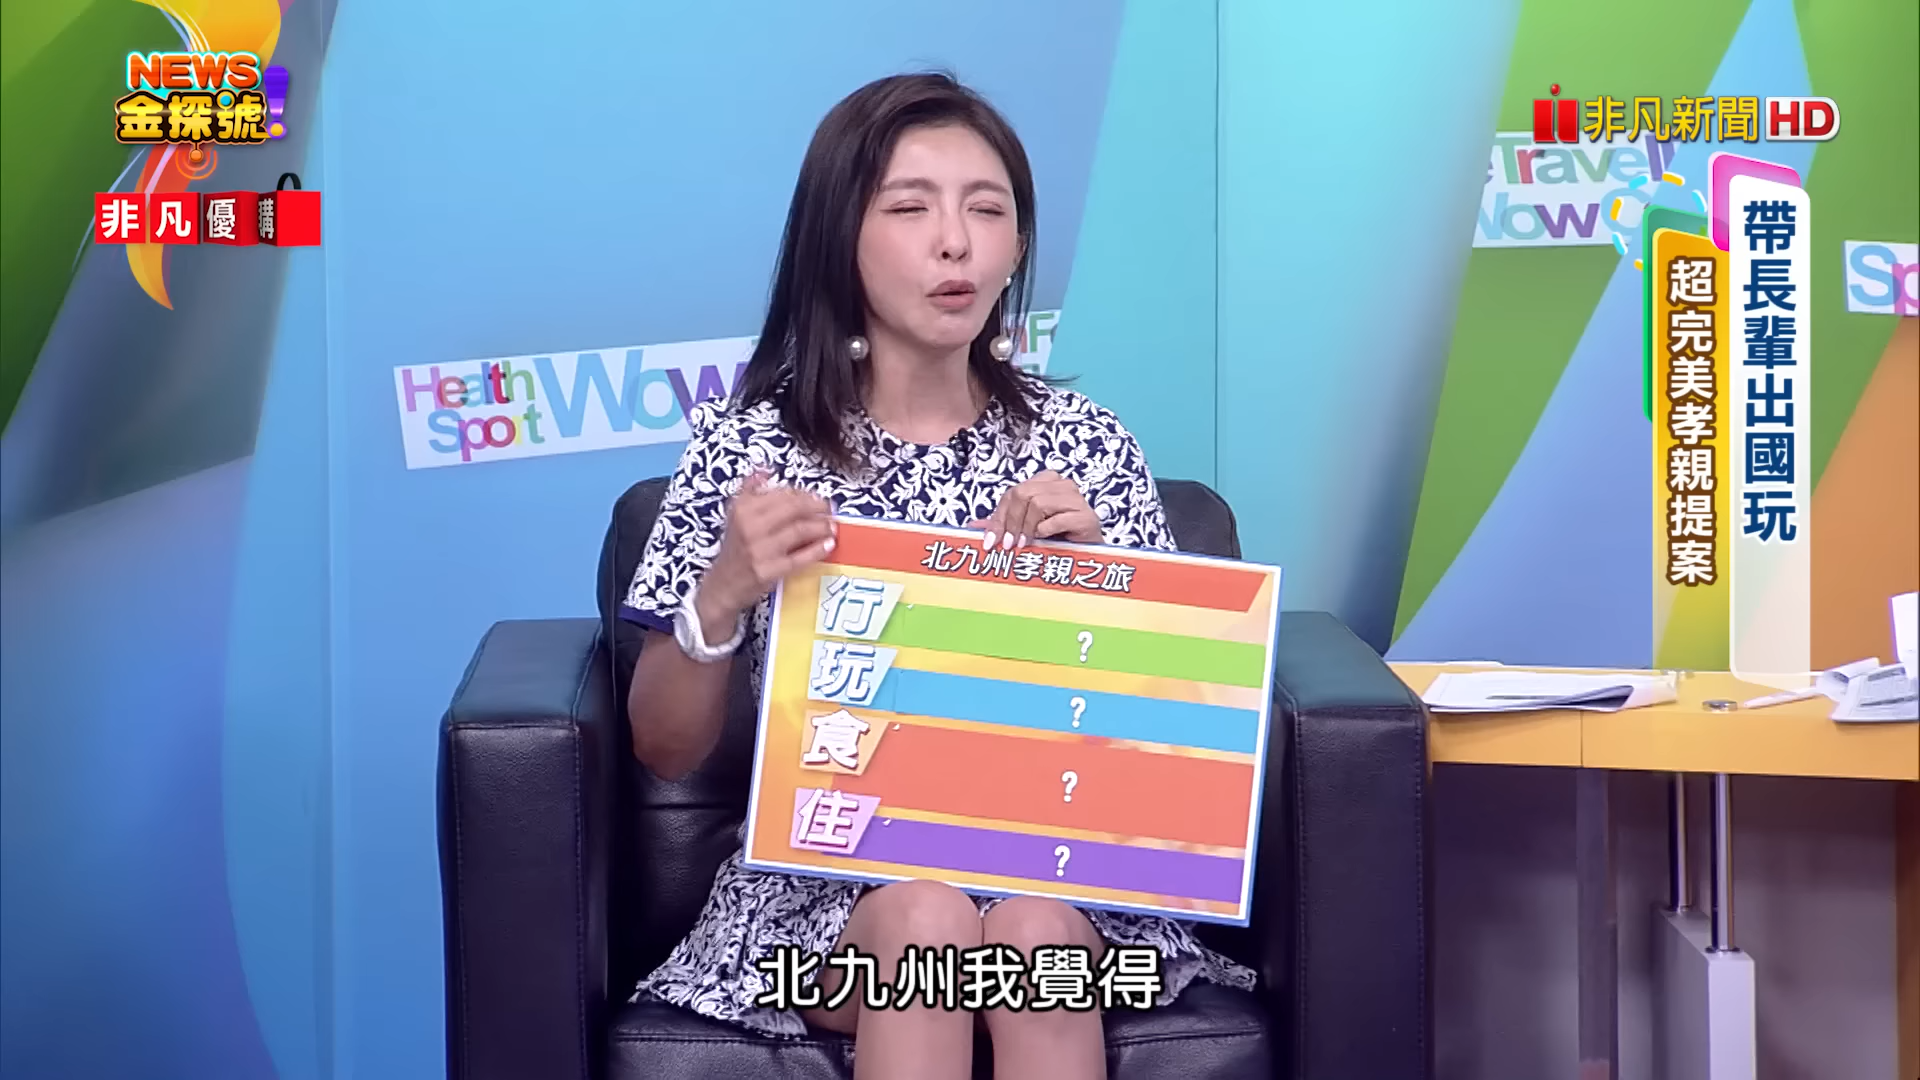 NEWS
金探號!
非凡優購
非凡新聞HD
Travel
Wow
帶長輩出國玩
超完美孝親提案
Sp
Health
Sport
Wow
北九州孝親之旅
行
?
玩
?
食
?
住
?
北九州我覺得